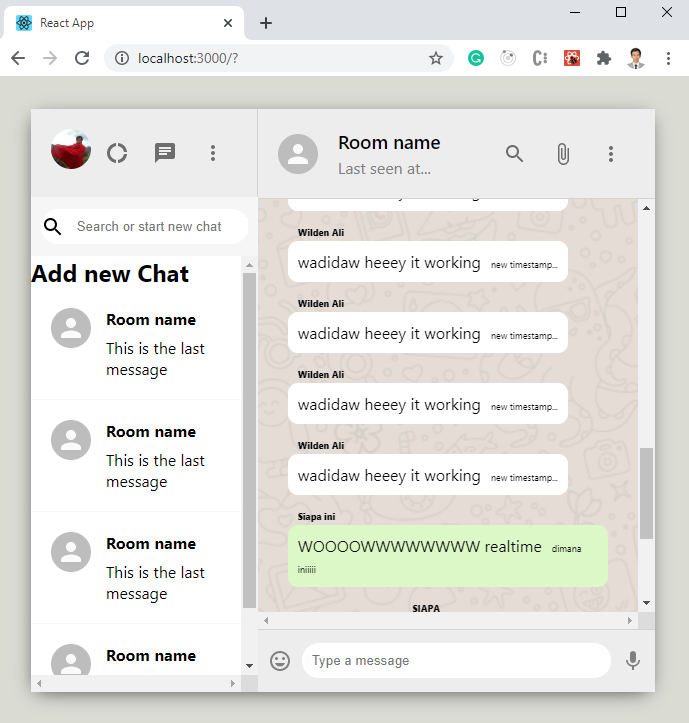 React App
localhost:3000/?
Room name
Last seen at...
Search or start new chat
Add new Chat
Room name
This is the last
message
Room name
This is the last
message
Room name
This is the last
message
Room name
Wilden Ali
wadidaw heeey it working new timestamp...
Wilden Ali
wadidaw heeey it working new timestamp...
Wilden Ali
wadidaw heeey it working new timestamp...
Wilden Ali
wadidaw heeey it working new timestamp...
Siapa ini
WOOOOWWWWWWWW realtime dimana
iniiiii
SIAPA
Type a message